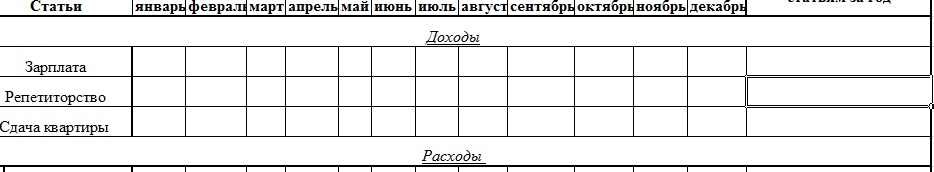 Статьи январь феврал март апрель май июнь июль август сентябрь октябрь ноябрь декабрь статьям за год
Доходы
Зарплата
Репетиторство
Сдача квартиры
Расходы